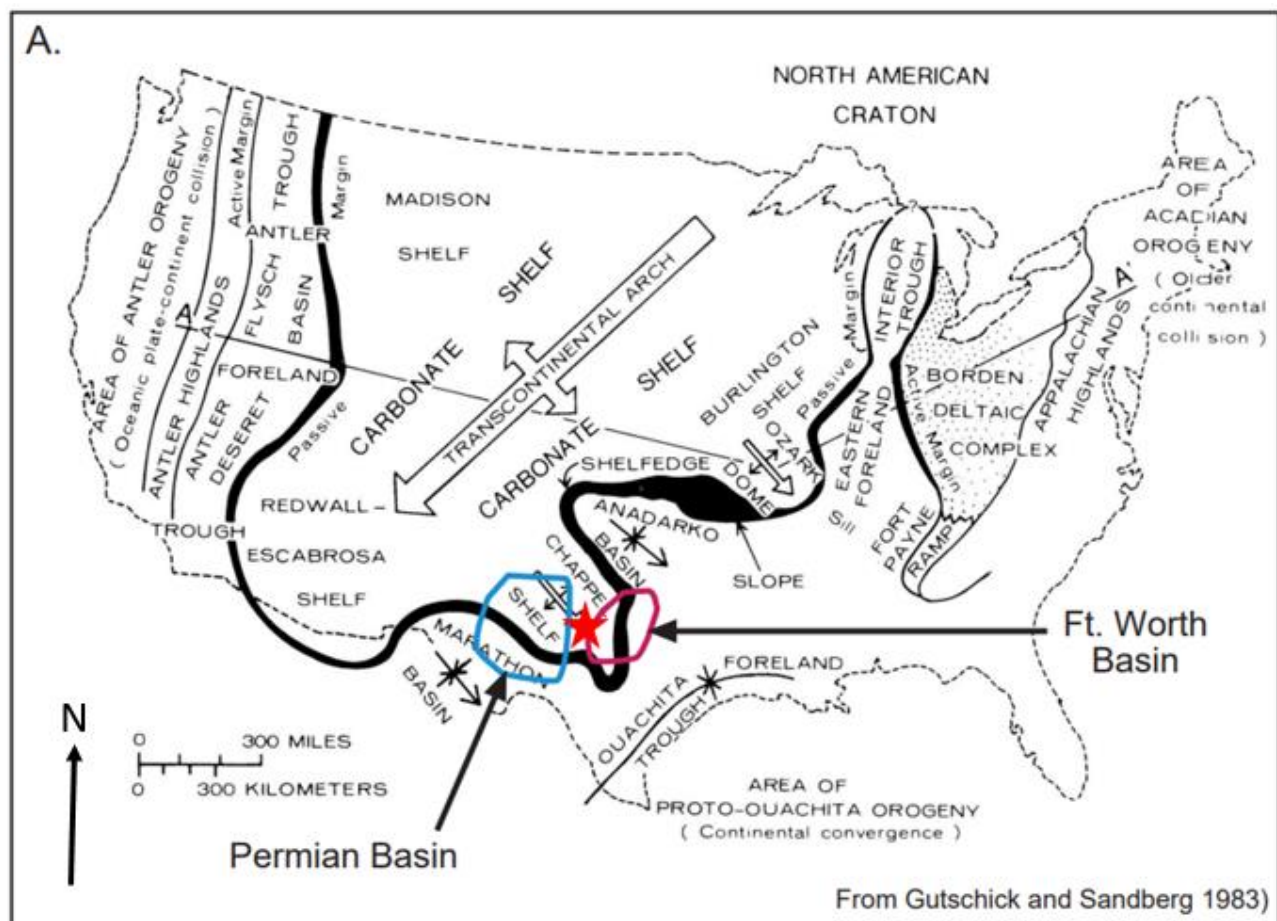 A.
NORTH AMERICAN
CRATON
AREA OF ANTLER OROGENY
( Oceanic plate-continent collision )
Active Margin
ANTLER HIGHLANDS
FLYSCH TROUGH
ANTLER
BASIN
Margin
FORELAND
ANTLER
DESERET
Passive
TROUGH
MADISON
SHELF
SHELF
CARBONATE
TRANSCONTINENTAL ARCH
SHELF
CARBONATE
REDWALL
ESCABROSA
SHELF
BURLINGTON
SHELF
OZARK
DOME
SHELFEDGE
ANADARKO
BASIN
SLOPE
Passive Margin
?
INTERIOR
TROUGH
EASTERN
FORELAND
Sill
Active Margin
BORDEN
DELTAIC
COMPLEX
FORT
PAYNE
RAMP
APPALACHIAN
HIGHLANDS
A'
A'
AREA
OF
ACADIAN
OROGENY
( Older
continental
collision )
SHELF
MARATHON
BASIN
Ft. Worth
Basin
OUACHITA
TROUGH
FORELAND
AREA OF
PROTO-OUACHITA OROGENY
( Continental convergence )
N
0 300 MILES
0 300 KILOMETERS
Permian Basin
From Gutschick and Sandberg 1983)